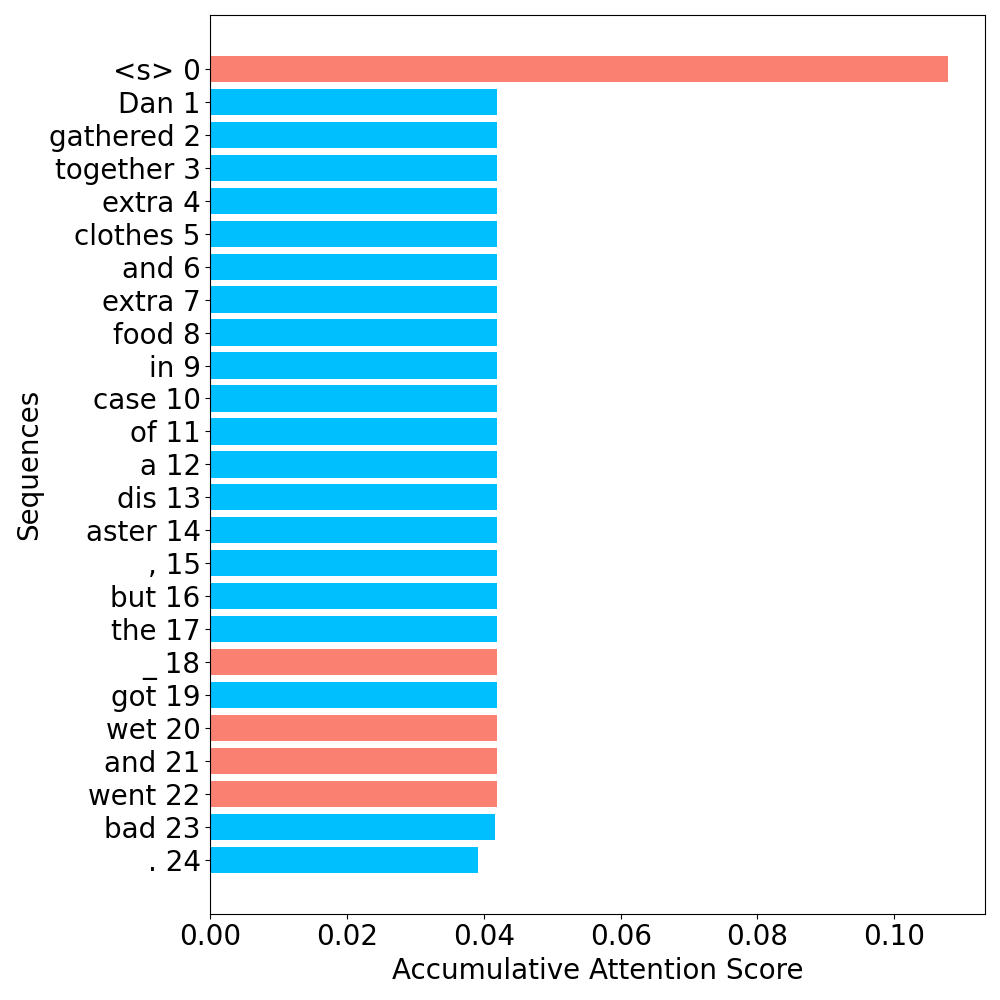 <s> 0
Dan 1
gathered 2
together 3
extra 4
clothes 5
and 6
extra 7
food 8
in 9
case 10
of 11
a 12
dis 13
aster 14
, 15
but 16
the 17
_ 18
got 19
wet 20
and 21
went 22
bad 23
. 24
Sequences
0.00 0.02 0.04 0.06 0.08 0.10
Accumulative Attention Score